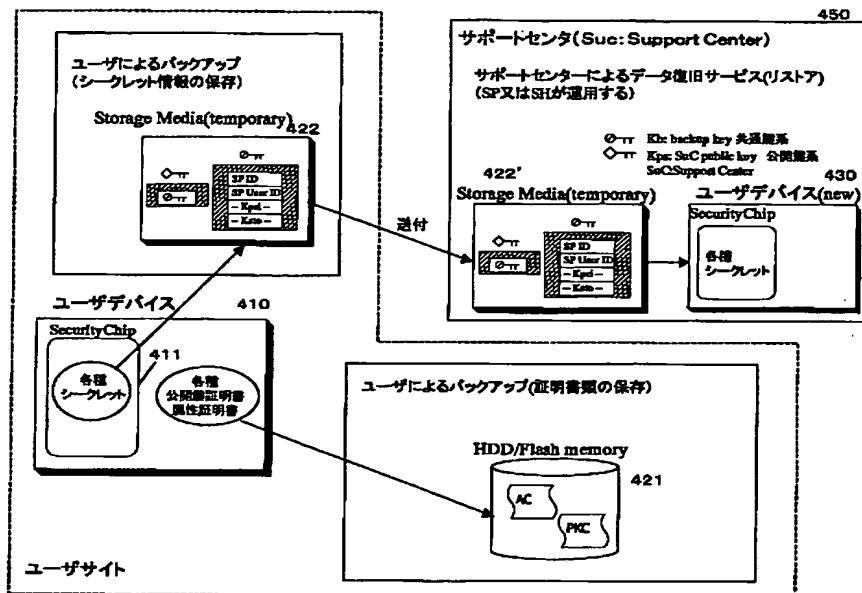 450
サポートセンタ(Suc: Support Center)
サポートセンターによるデータ復旧サービス(リストア)
(SP又はSHが運用する)
Kb: backup key 共通鍵系
Kps: SuC public key 公開鍵系
SuC:Support Center
422'
430
Storage Media(temporary)
ユーザデバイス(new)
SecurityChip
SP ID
SP User ID
-- Kpri --
-- Ksto --
各種
シークレット
ユーザによるバックアップ
(シークレット情報の保存)
Storage Media(temporary)
422
SP ID
SP User ID
-- Kpri --
-- Ksto --
送付
ユーザデバイス
410
SecurityChip
411
各種
シークレット
各種
公開鍵証明書
属性証明書
ユーザによるバックアップ(証明書類の保存)
HDD/Flash memory
421
AC
PKC
ユーザサイト